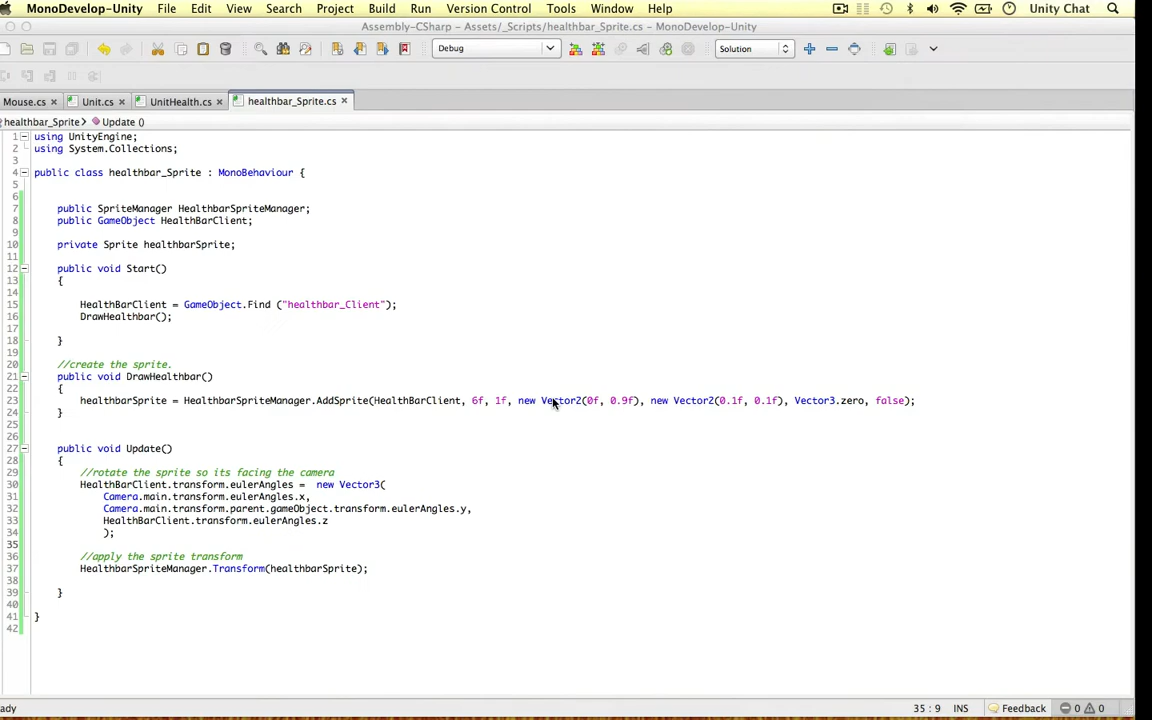 MonoDevelop-Unity File Edit View Search Project Build Run Version Control Tools Window Help Unity Chat
Assembly-CSharp – Assets/_Scripts/healthbar_Sprite.cs – MonoDevelop-Unity
Debug Solution
Mouse.cs × Unit.cs × UnitHealth.cs × healthbar_Sprite.cs ×
healthbar_Sprite Update ()
1 using UnityEngine;
2 using System.Collections;
3
4 public class healthbar_Sprite : MonoBehaviour {
5
6
7 public SpriteManager HealthbarSpriteManager;
8 public GameObject HealthBarClient;
9
10 private Sprite healthbarSprite;
11
12 public void Start()
13 {
14
15 HealthBarClient = GameObject.Find ("healthbar_Client");
16 DrawHealthbar();
17
18 }
19
20 //create the sprite.
21 public void DrawHealthbar()
22 {
23 healthbarSprite = HealthbarSpriteManager.AddSprite(HealthBarClient, 6f, 1f, new Vector2(0f, 0.9f), new Vector2(0.1f, 0.1f), Vector3.zero, false);
24 }
25
26
27 public void Update()
28 {
29 //rotate the sprite so its facing the camera
30 HealthBarClient.transform.eulerAngles = new Vector3(
31 Camera.main.transform.eulerAngles.x,
32 Camera.main.transform.parent.gameObject.transform.eulerAngles.y,
33 HealthBarClient.transform.eulerAngles.z
34 );
35
36 //apply the sprite transform
37 HealthbarSpriteManager.Transform(healthbarSprite);
38
39 }
40
41 }
42
ady 35 : 9 INS Feedback 0 0